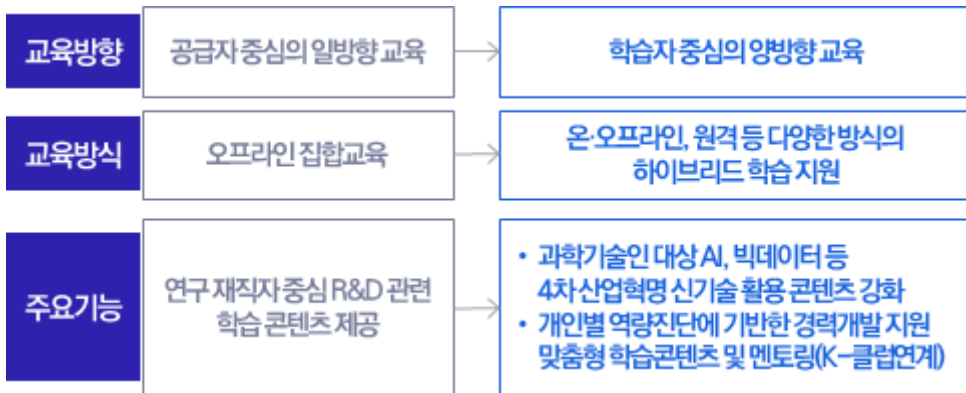 교육방향
공급자 중심의 일방향 교육
학습자 중심의 양방향 교육
교육방식
오프라인 집합교육
온·오프라인, 원격 등 다양한 방식의
하이브리드 학습 지원
주요기능
연구 재직자 중심 R&D 관련
학습 콘텐츠 제공
• 과학기술인 대상 AI, 빅데이터 등
4차 산업혁명 신기술 활용 콘텐츠 강화
• 개인별 역량진단에 기반한 경력개발 지원
맞춤형 학습콘텐츠 및 멘토링(K-클럽연계)